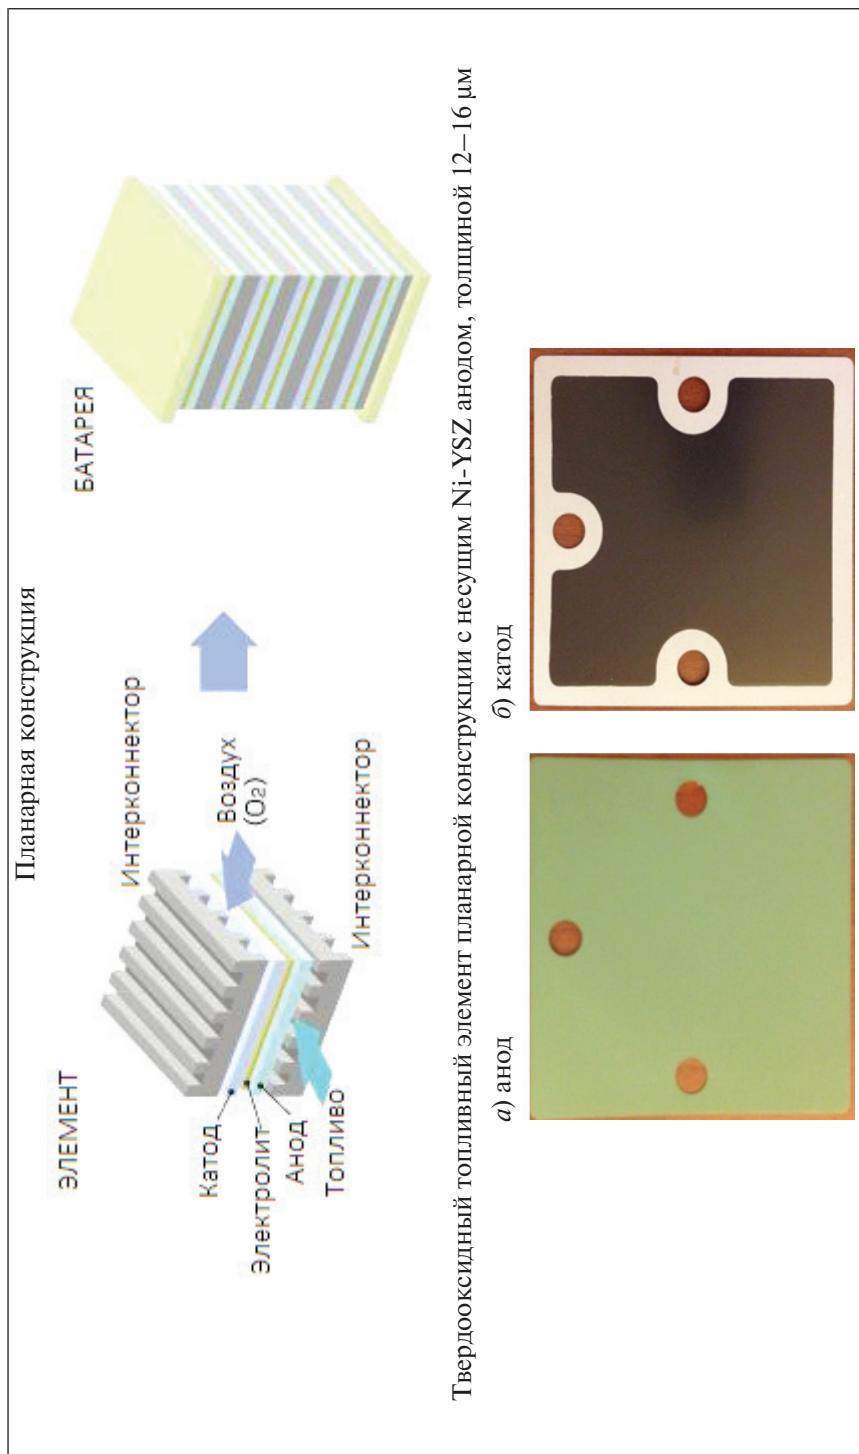 Планарная конструкция
ЭЛЕМЕНТ
БАТАРЕЯ
Интерконнектор
Катод
Электролит
Анод
Топливо
Воздух
(O2)
Интерконнектор
Твердооксидный топливный элемент планарной конструкции с несущим Ni-YSZ анодом, толщиной 12–16 μм
а) анод
б) катод